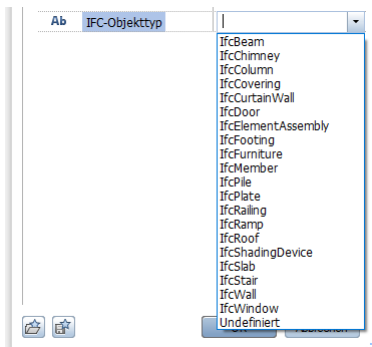 Ab IFC-Objekttyp
IfcBeam
IfcChimney
IfcColumn
IfcCovering
IfcCurtainWall
IfcDoor
IfcElementAssembly
IfcFooting
IfcFurniture
IfcMember
IfcPile
IfcPlate
IfcRailing
IfcRamp
IfcRoof
IfcShadingDevice
IfcSlab
IfcStair
IfcWall
IfcWindow
Undefiniert